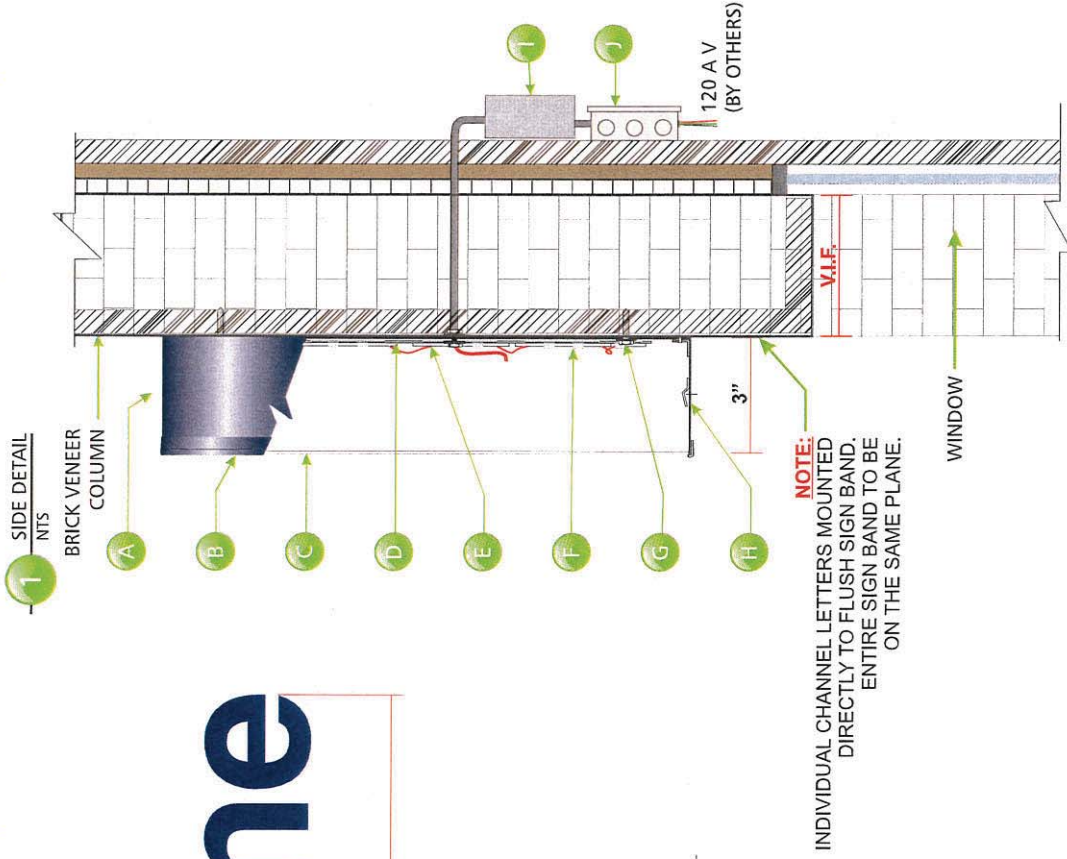 1
SIDE DETAIL
NTS
BRICK VENEER
COLUMN
A
B
C
D
E
F
G
H
I
J
120 A V
(BY OTHERS)
V.I.F.
3"
NOTE:
INDIVIDUAL CHANNEL LETTERS MOUNTED
DIRECTLY TO FLUSH SIGN BAND.
ENTIRE SIGN BAND TO BE
ON THE SAME PLANE.
WINDOW
ne